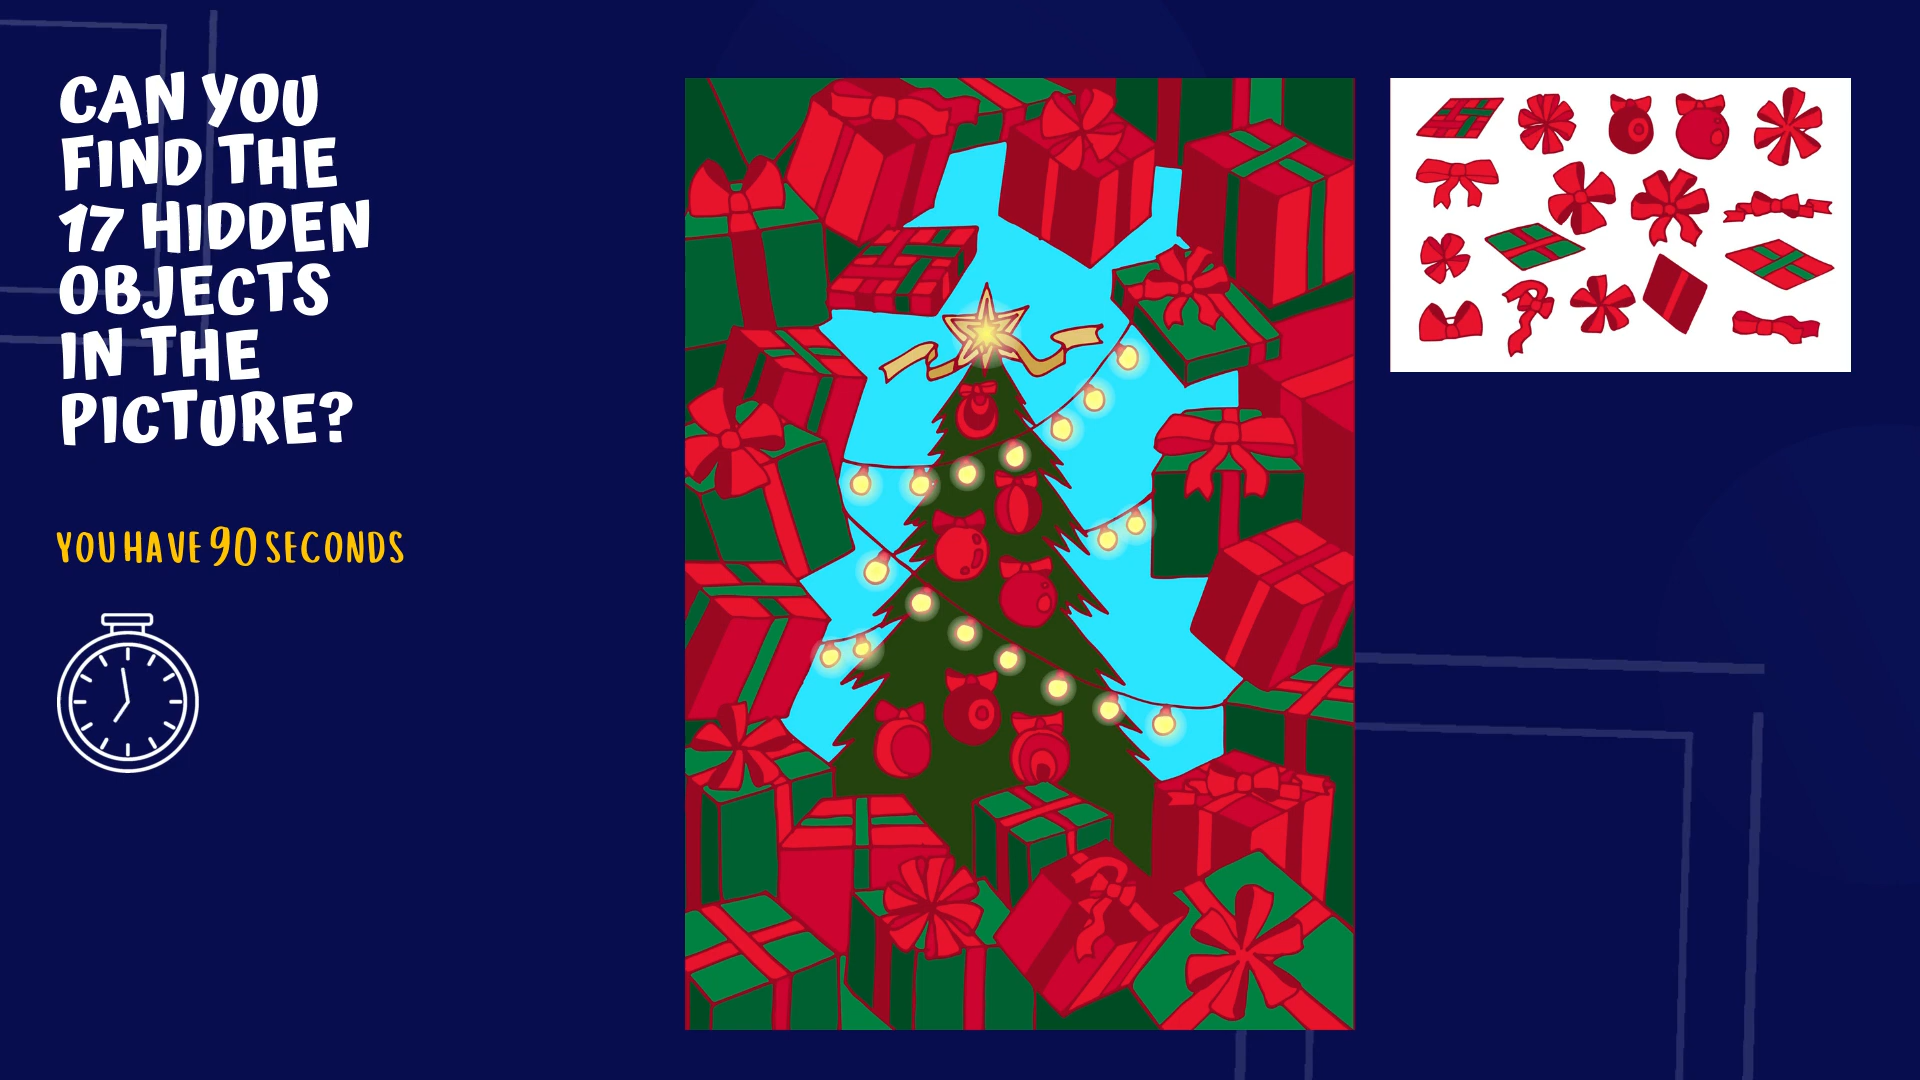 CAN YOU
FIND THE
17 HIDDEN
OBJECTS
IN THE
PICTURE?
YOU HAVE 90 SECONDS